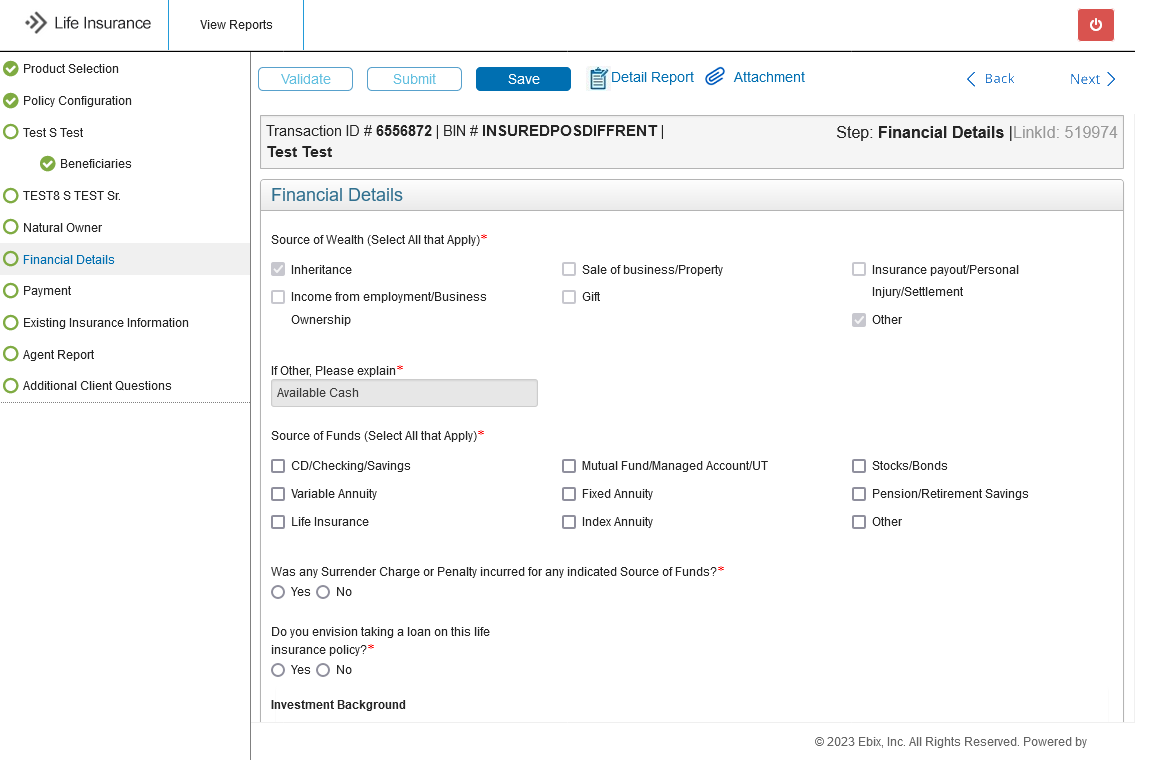 Life Insurance
View Reports
Product Selection
Policy Configuration
Test S Test
Beneficiaries
TEST8 S TEST Sr.
Natural Owner
Financial Details
Payment
Existing Insurance Information
Agent Report
Additional Client Questions
Validate Submit Save Detail Report Attachment Back Next
Transaction ID # 6556872 | BIN # INSUREDPOSDIFFRENT |
Test Test
Step: Financial Details |LinkId: 519974
Financial Details
Source of Wealth (Select All that Apply)*
Inheritance
Sale of business/Property
Insurance payout/Personal
Injury/Settlement
Income from employment/Business
Ownership
Gift
Other
If Other, Please explain*
Available Cash
Source of Funds (Select All that Apply)*
CD/Checking/Savings Mutual Fund/Managed Account/UT Stocks/Bonds
Variable Annuity Fixed Annuity Pension/Retirement Savings
Life Insurance Index Annuity Other
Was any Surrender Charge or Penalty incurred for any indicated Source of Funds?*
Yes No
Do you envision taking a loan on this life
insurance policy?*
Yes No
Investment Background
© 2023 Ebix, Inc. All Rights Reserved. Powered by